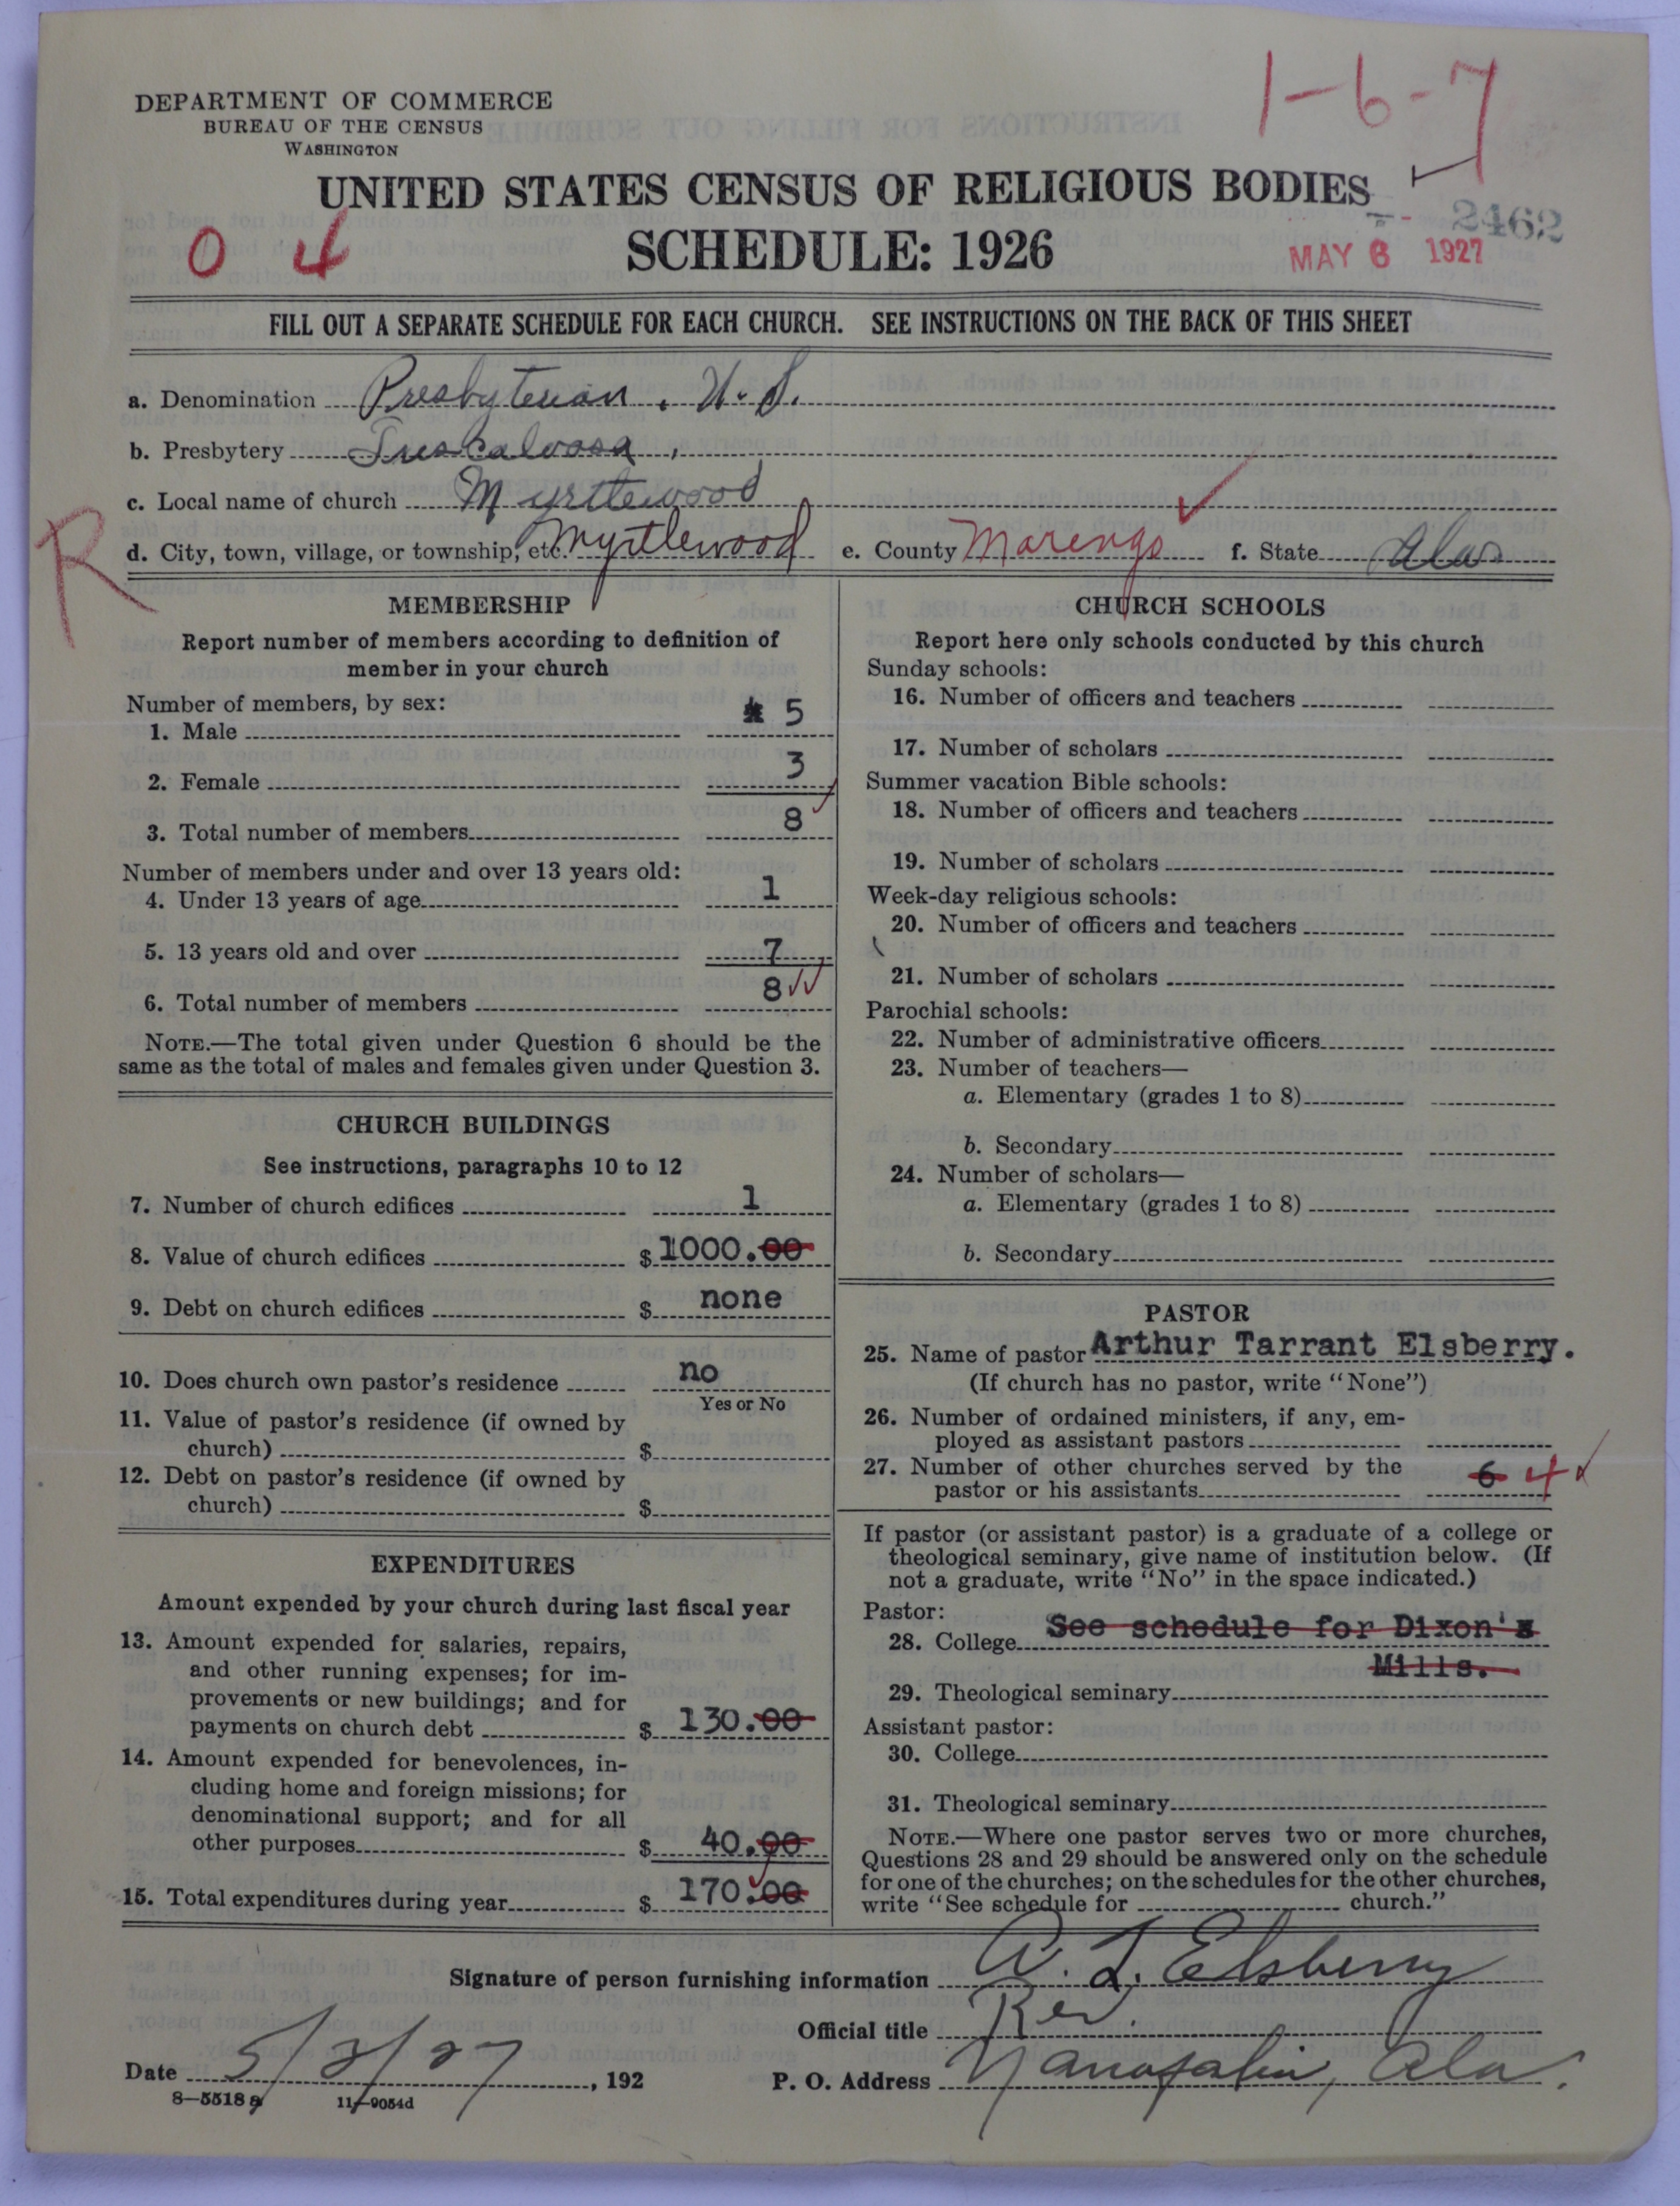 1-6-7
DEPARTMENT OF COMMERCE
BUREAU OF THE CENSUS
WASHINGTON
UNITED STATES CENSUS OF RELIGIOUS BODIES
SCHEDULE: 1926
0 4
2462
MAY 6 1927
FILL OUT A SEPARATE SCHEDULE FOR EACH CHURCH. SEE INSTRUCTIONS ON THE BACK OF THIS SHEET
a. Denomination Presbyterian, U.S.
b. Presbytery Tuscaloosa,
c. Local name of church Myrtlewood
R
d. City, town, village, or township, etc. Myrtlewood e. County Marengo f. State Ala
MEMBERSHIP
Report number of members according to definition of
member in your church
Number of members, by sex:
1. Male 5
2. Female 3
3. Total number of members 8
Number of members under and over 13 years old:
4. Under 13 years of age 1
5. 13 years old and over 7
6. Total number of members 8
NOTE.—The total given under Question 6 should be the
same as the total of males and females given under Question 3.
CHURCH BUILDINGS
See instructions, paragraphs 10 to 12
7. Number of church edifices 1
8. Value of church edifices $ 1000.00
9. Debt on church edifices $ none
10. Does church own pastor's residence no
Yes or No
11. Value of pastor's residence (if owned by
church) $
12. Debt on pastor's residence (if owned by
church) $
EXPENDITURES
Amount expended by your church during last fiscal year
13. Amount expended for salaries, repairs,
and other running expenses; for im-
provements or new buildings; and for
payments on church debt $ 130.00
14. Amount expended for benevolences, in-
cluding home and foreign missions; for
denominational support; and for all
other purposes $ 40.00
15. Total expenditures during year $ 170.00
CHURCH SCHOOLS
Report here only schools conducted by this church
Sunday schools:
16. Number of officers and teachers
17. Number of scholars
Summer vacation Bible schools:
18. Number of officers and teachers
19. Number of scholars
Week-day religious schools:
20. Number of officers and teachers
21. Number of scholars
Parochial schools:
22. Number of administrative officers
23. Number of teachers—
a. Elementary (grades 1 to 8)
b. Secondary
24. Number of scholars—
a. Elementary (grades 1 to 8)
b. Secondary
PASTOR
25. Name of pastor Arthur Tarrant Elsberry.
(If church has no pastor, write "None")
26. Number of ordained ministers, if any, em-
ployed as assistant pastors
27. Number of other churches served by the
pastor or his assistants 6 4
If pastor (or assistant pastor) is a graduate of a college or
theological seminary, give name of institution below. (If
not a graduate, write "No" in the space indicated.)
Pastor:
28. College See schedule for Dixon's
Mills.
29. Theological seminary
Assistant pastor:
30. College
31. Theological seminary
NOTE.—Where one pastor serves two or more churches,
Questions 28 and 29 should be answered only on the schedule
for one of the churches; on the schedules for the other churches,
write "See schedule for church."
Signature of person furnishing information A. T. Elsberry
Official title Rev.
Date 5/2/27, 192
P. O. Address Nanafalia, Ala.
8—5518a
11—9054d